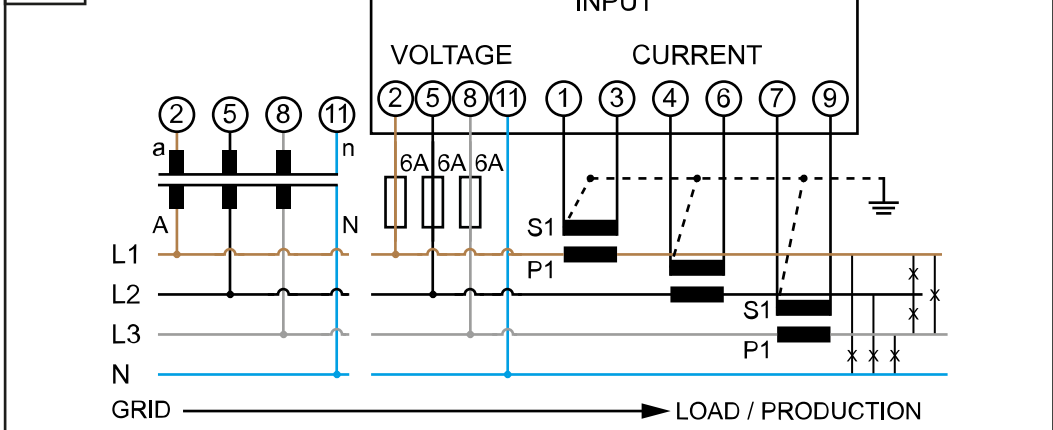 INPUT
VOLTAGE CURRENT
2 5 8 11 1 3 4 6 7 9
2 5 8 11
a n
6A 6A 6A
A N
S1
L1
P1
L2
S1
L3
P1
N
GRID LOAD / PRODUCTION